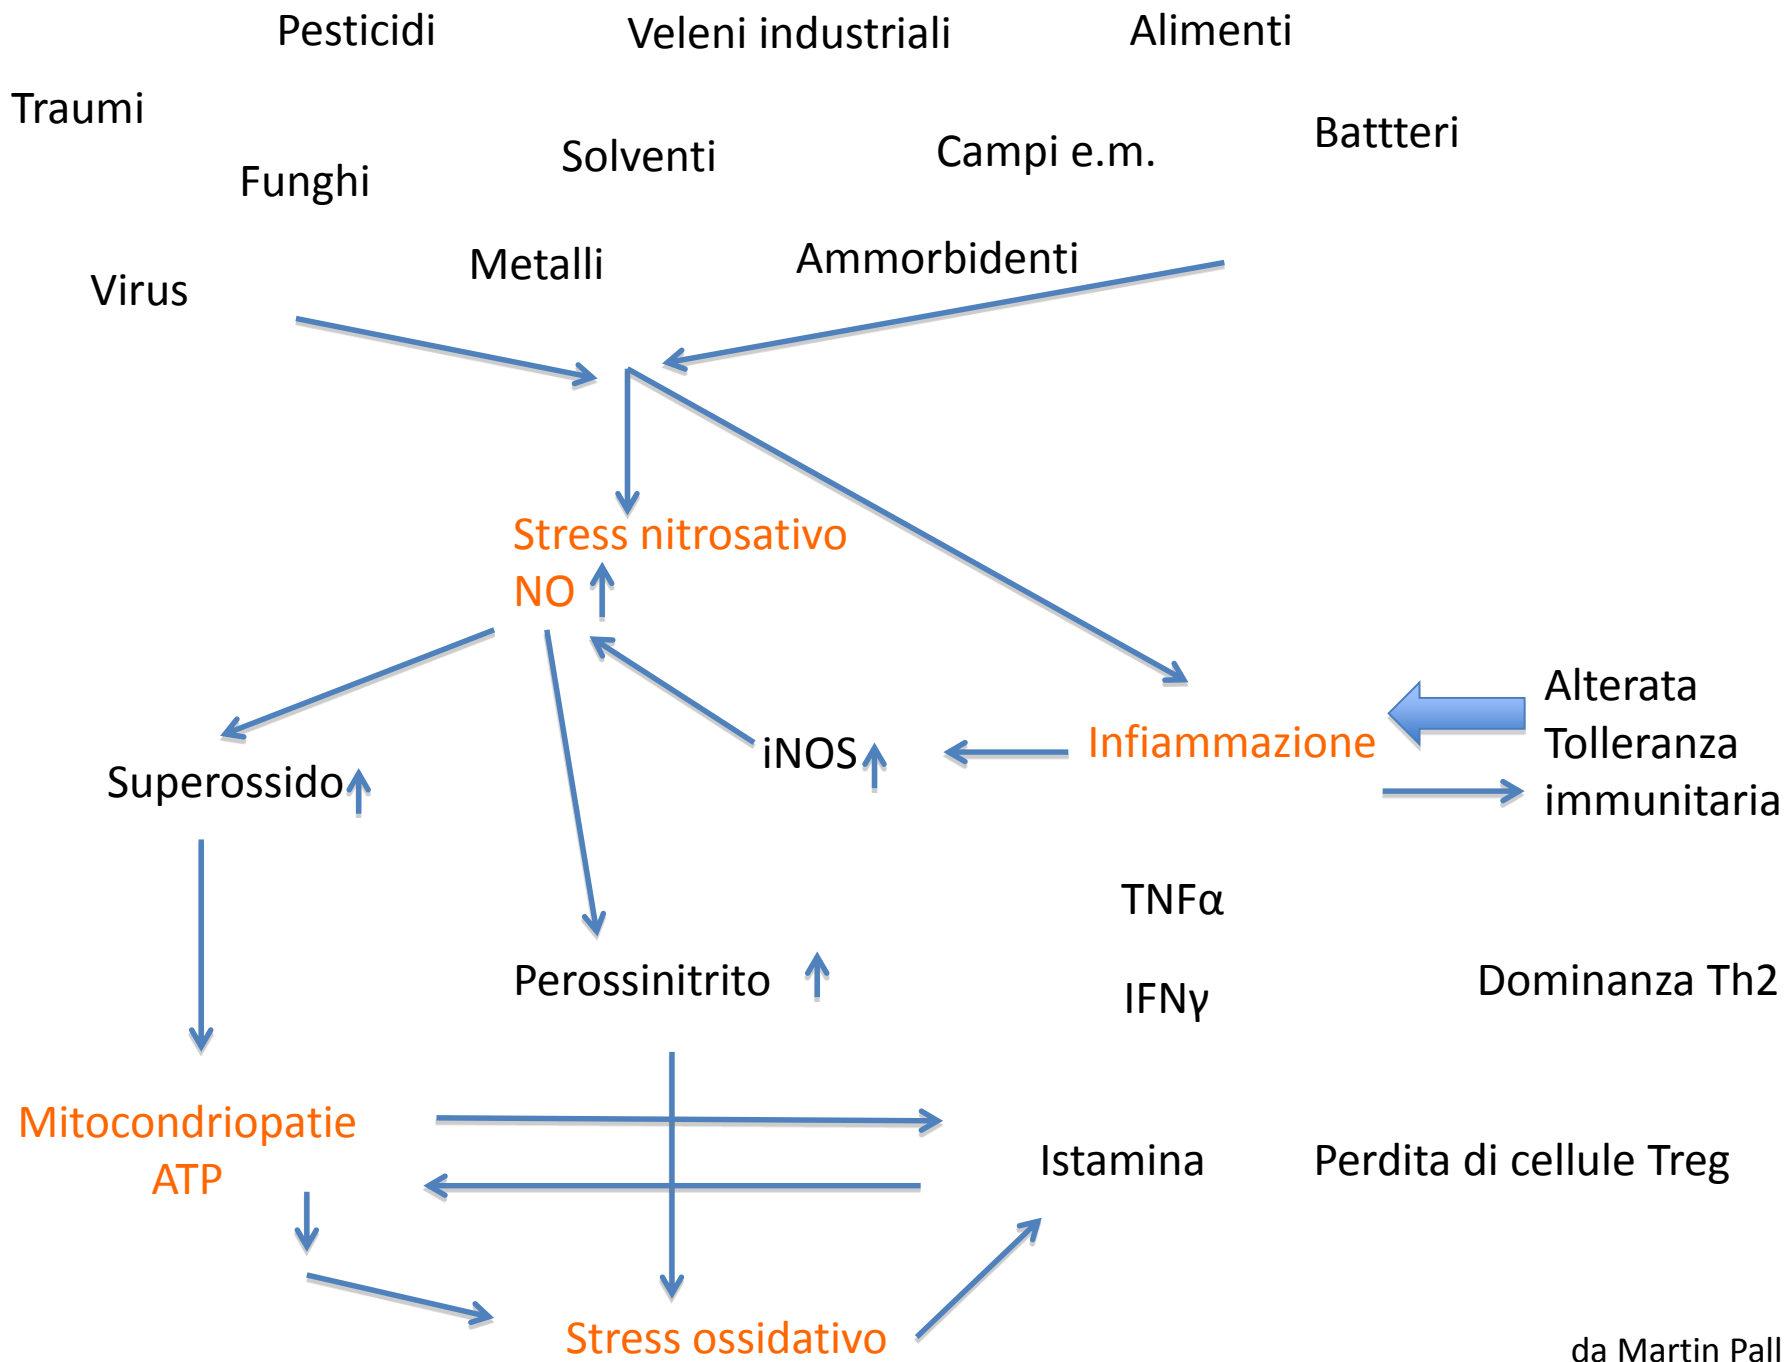 Pesticidi
Veleni industriali
Alimenti
Traumi
Battteri
Funghi
Solventi
Campi e.m.
Virus
Metalli
Ammorbidenti
Stress nitrosativo
NO
Superossido
iNOS
Infiammazione
Alterata
Tolleranza
immunitaria
TNFα
Perossinitrito
IFNγ
Dominanza Th2
Mitocondriopatie
ATP
Istamina
Perdita di cellule Treg
Stress ossidativo
da Martin Pall